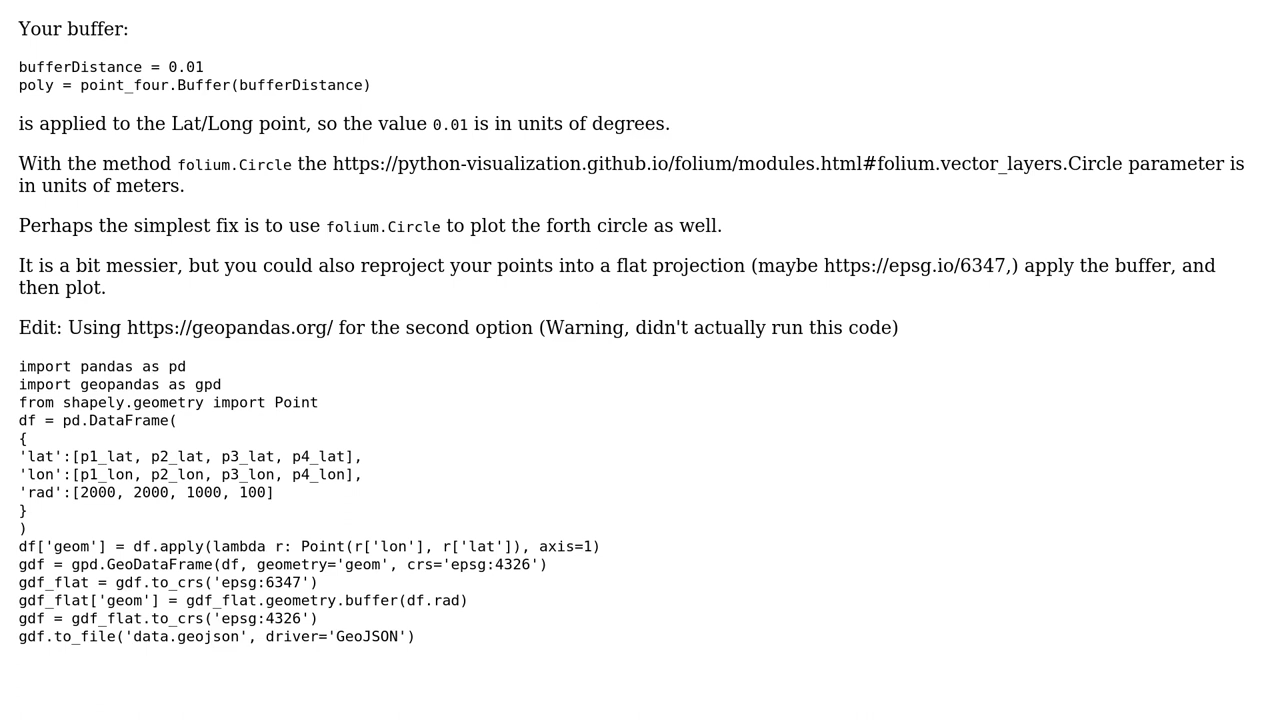 Your buffer:
bufferDistance = 0.01
poly = point_four.Buffer(bufferDistance)
is applied to the Lat/Long point, so the value 0.01 is in units of degrees.
With the method folium.Circle the https://python-visualization.github.io/folium/modules.html#folium.vector_layers.Circle parameter is
in units of meters.
Perhaps the simplest fix is to use folium.Circle to plot the forth circle as well.
It is a bit messier, but you could also reproject your points into a flat projection (maybe https://epsg.io/6347,) apply the buffer, and
then plot.
Edit: Using https://geopandas.org/ for the second option (Warning, didn't actually run this code)
import pandas as pd
import geopandas as gpd
from shapely.geometry import Point
df = pd.DataFrame(
{
'lat':[p1_lat, p2_lat, p3_lat, p4_lat],
'lon':[p1_lon, p2_lon, p3_lon, p4_lon],
'rad':[2000, 2000, 1000, 100]
}
)
df['geom'] = df.apply(lambda r: Point(r['lon'], r['lat']), axis=1)
gdf = gpd.GeoDataFrame(df, geometry='geom', crs='epsg:4326')
gdf_flat = gdf.to_crs('epsg:6347')
gdf_flat['geom'] = gdf_flat.geometry.buffer(df.rad)
gdf = gdf_flat.to_crs('epsg:4326')
gdf.to_file('data.geojson', driver='GeoJSON')